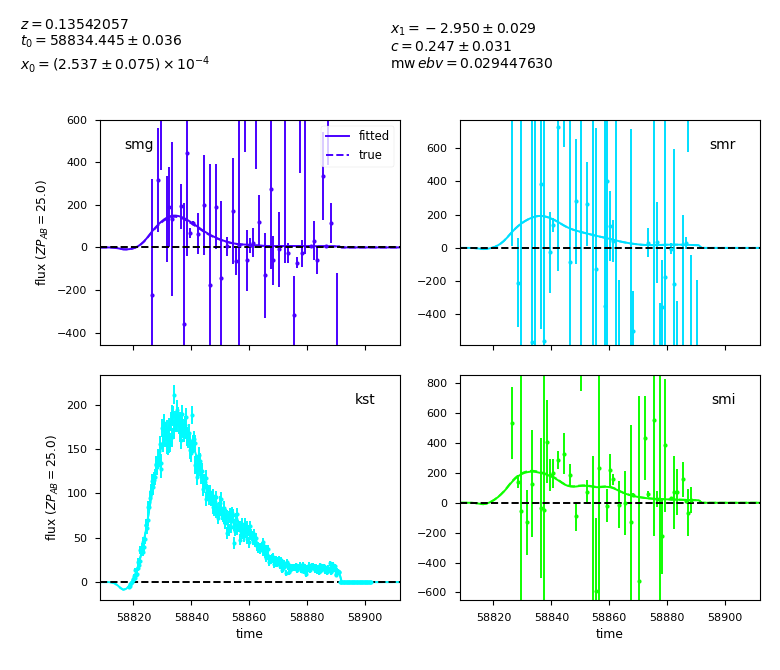 z = 0.13542057
t₀ = 58834.445 ± 0.036
x₀ = (2.537 ± 0.075) × 10⁻⁴
x₁ = −2.950 ± 0.029
c = 0.247 ± 0.031
mw ebv = 0.029447630
600
400
200
0
−200
−400
flux (ZP_AB = 25.0)
smg
fitted
true
600
400
200
0
−200
−400
smr
200
150
100
50
0
flux (ZP_AB = 25.0)
kst
58820
58840
58860
58880
58900
time
800
600
400
200
0
−200
−400
−600
smi
58820
58840
58860
58880
58900
time